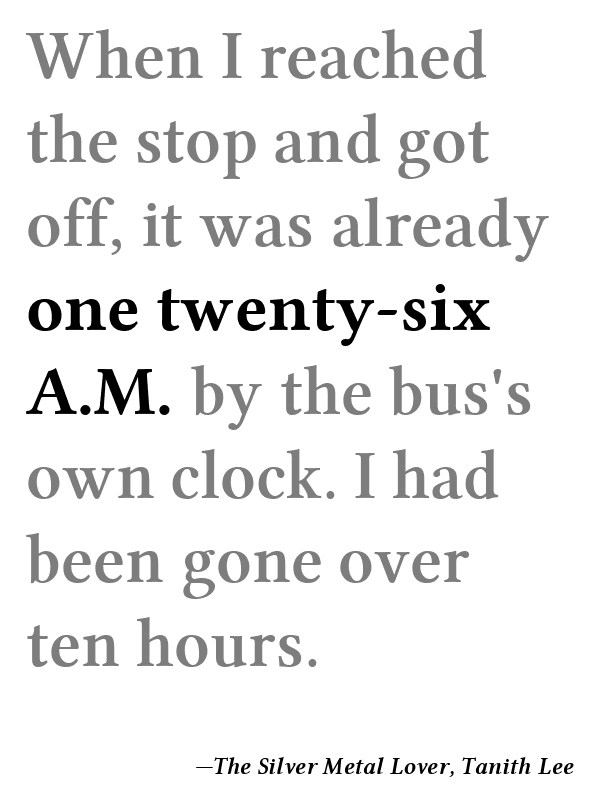 When I reached
the stop and got
off, it was already
one twenty-six
A.M. by the bus's
own clock. I had
been gone over
ten hours.
—The Silver Metal Lover, Tanith Lee